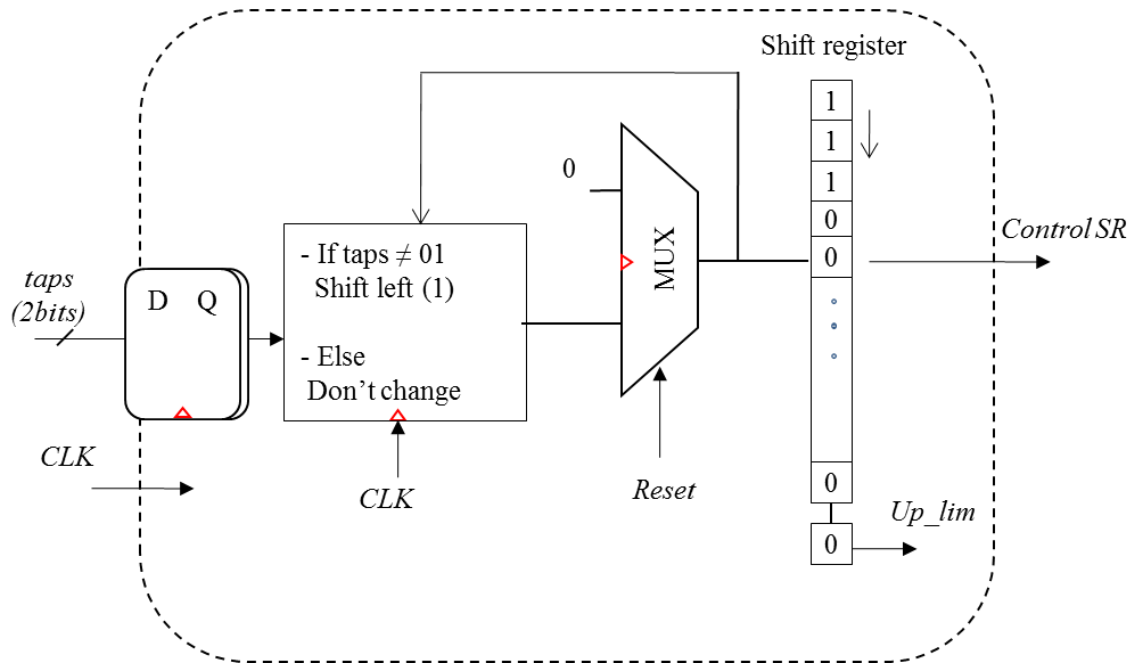 Shift register
1
1
1
0
0
0
0
0
MUX
- If taps ≠ 01
Shift left (1)
- Else
Don’t change
taps
(2bits)
D Q
Control SR
CLK
CLK
Reset
Up_lim